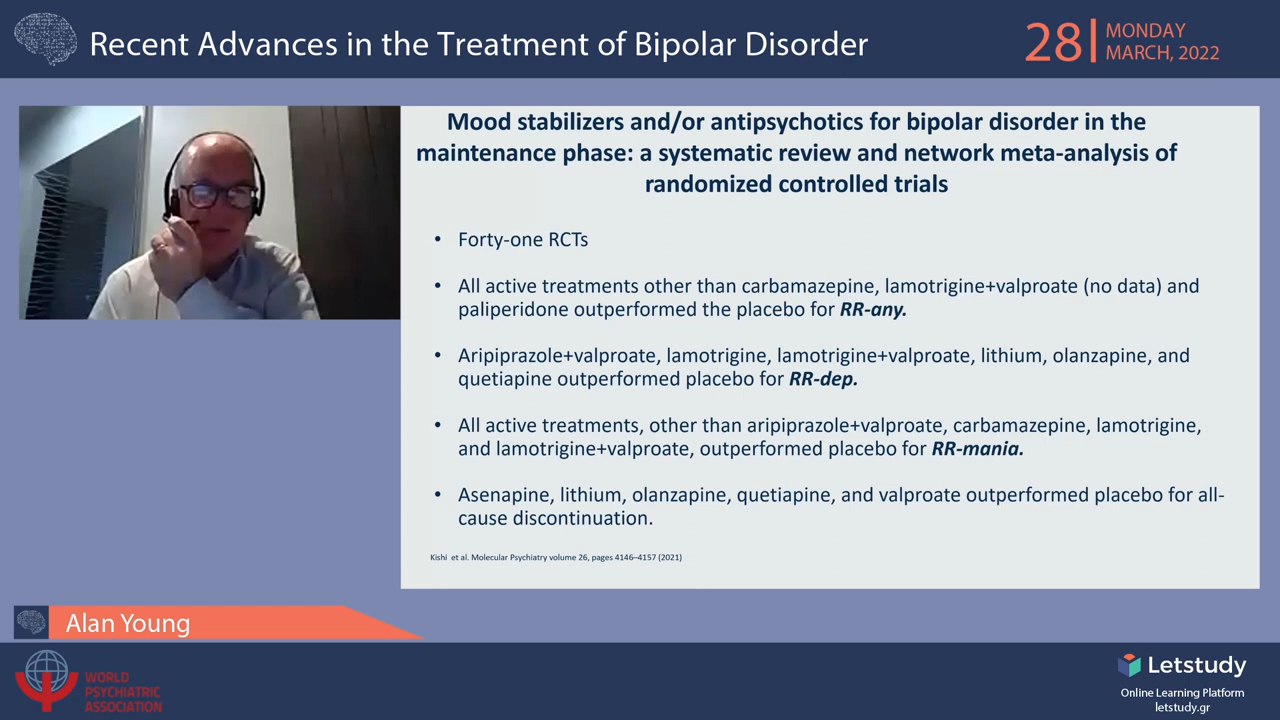 Recent Advances in the Treatment of Bipolar Disorder
28
MONDAY
MARCH, 2022
Mood stabilizers and/or antipsychotics for bipolar disorder in the
maintenance phase: a systematic review and network meta-analysis of
randomized controlled trials
• Forty-one RCTs
• All active treatments other than carbamazepine, lamotrigine+valproate (no data) and
paliperidone outperformed the placebo for RR-any.
• Aripiprazole+valproate, lamotrigine, lamotrigine+valproate, lithium, olanzapine, and
quetiapine outperformed placebo for RR-dep.
• All active treatments, other than aripiprazole+valproate, carbamazepine, lamotrigine,
and lamotrigine+valproate, outperformed placebo for RR-mania.
• Asenapine, lithium, olanzapine, quetiapine, and valproate outperformed placebo for all-
cause discontinuation.
Kishi et al. Molecular Psychiatry volume 26, pages 4146–4157 (2021)
Alan Young
WORLD
PSYCHIATRIC
ASSOCIATION
Letstudy
Online Learning Platform
letstudy.gr